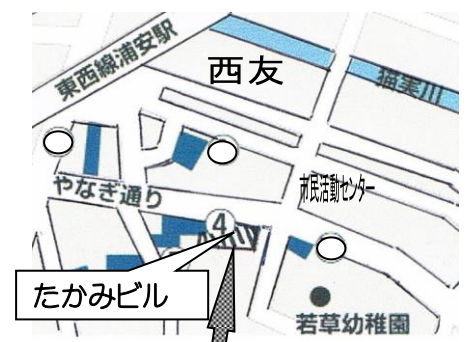 東西線浦安駅
西友
猫実川
市民活動センター
やなぎ通り
④
たかみビル
若草幼稚園